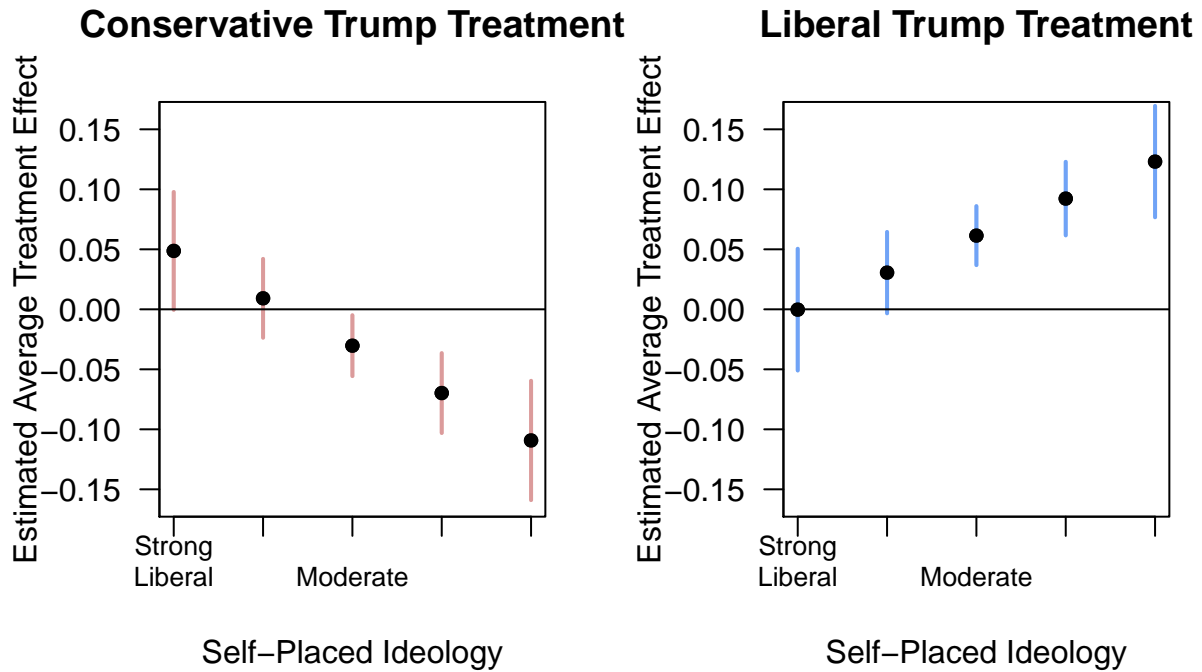 Conservative Trump Treatment
Estimated Average Treatment Effect
0.15
0.10
0.05
0.00
−0.05
−0.10
−0.15
Strong
Liberal
Moderate
Self−Placed Ideology
Liberal Trump Treatment
Estimated Average Treatment Effect
0.15
0.10
0.05
0.00
−0.05
−0.10
−0.15
Strong
Liberal
Moderate
Self−Placed Ideology